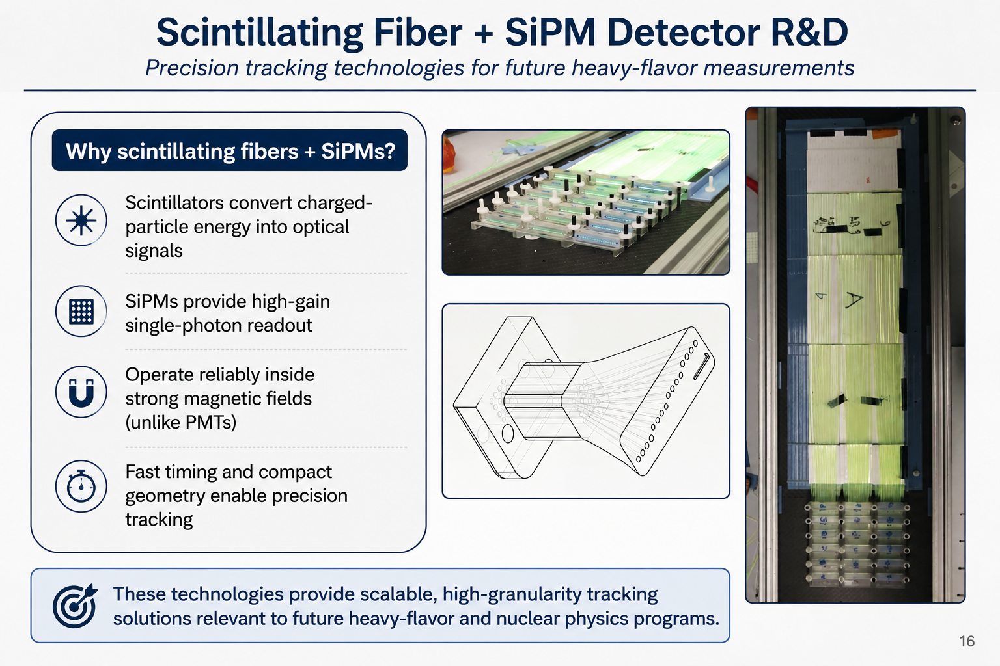 Scintillating Fiber + SiPM Detector R&D
Precision tracking technologies for future heavy-flavor measurements
Why scintillating fibers + SiPMs?
Scintillators convert charged-
particle energy into optical
signals
SiPMs provide high-gain
single-photon readout
Operate reliably inside
strong magnetic fields
(unlike PMTs)
Fast timing and compact
geometry enable precision
tracking
A
These technologies provide scalable, high-granularity tracking
solutions relevant to future heavy-flavor and nuclear physics programs.
16